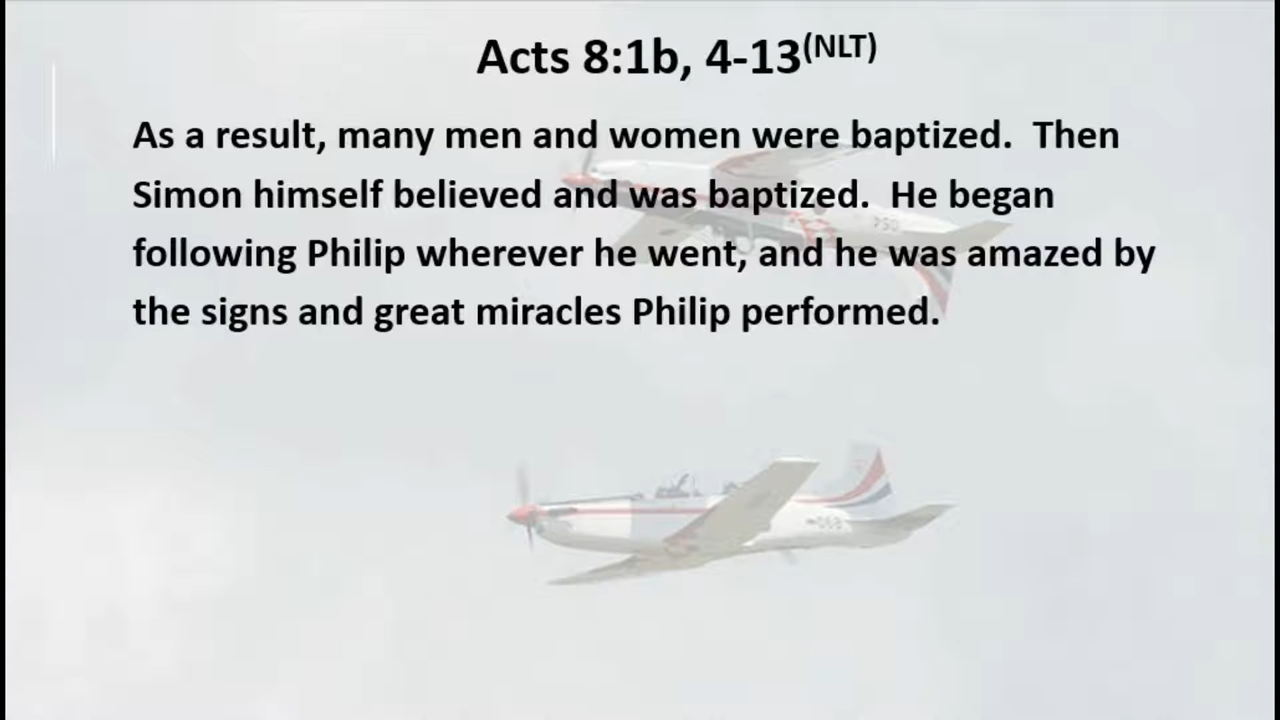 Acts 8:1b, 4-13(NLT)
As a result, many men and women were baptized.  Then
Simon himself believed and was baptized.  He began
following Philip wherever he went, and he was amazed by
the signs and great miracles Philip performed.